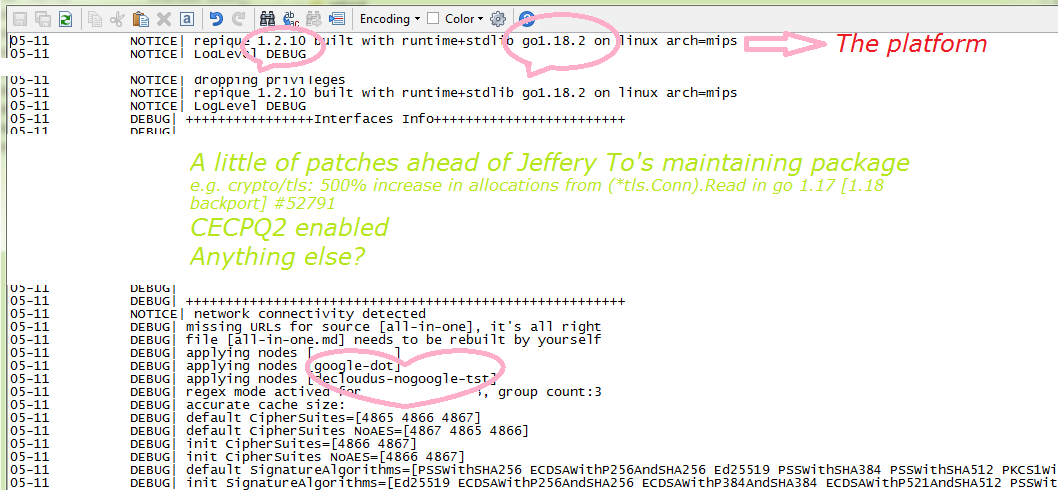 Encoding Color
05-11 NOTICE| repique 1.2.10 built with runtime+stdlib go1.18.2 on linux arch=mips
The platform
05-11 NOTICE| LogLevel DEBUG
05-11 NOTICE| dropping privileges
05-11 NOTICE| repique 1.2.10 built with runtime+stdlib go1.18.2 on linux arch=mips
05-11 NOTICE| LogLevel DEBUG
05-11 DEBUG| ++++++++++++++++Interfaces Info++++++++++++++++++++++++
05-11 DEBUG|
A little of patches ahead of Jeffery To's maintaining package
e.g. crypto/tls: 500% increase in allocations from (*tls.Conn).Read in go 1.17 [1.18
backport] #52791
CECPQ2 enabled
Anything else?
05-11 DEBUG|
05-11 DEBUG| +++++++++++++++++++++++++++++++++++++++++++++++++++++++
05-11 NOTICE| network connectivity detected
05-11 DEBUG| missing URLs for source [all-in-one], it's all right
05-11 DEBUG| file [all-in-one.md] needs to be rebuilt by yourself
05-11 DEBUG| applying nodes [ ]
05-11 DEBUG| applying nodes [google-dot]
05-11 DEBUG| applying nodes [decloudus-nogoogle-tst]
05-11 DEBUG| regex mode actived for , group count:3
05-11 DEBUG| accurate cache size:
05-11 DEBUG| default CipherSuites=[4865 4866 4867]
05-11 DEBUG| default CipherSuites NoAES=[4867 4865 4866]
05-11 DEBUG| init CipherSuites=[4866 4867]
05-11 DEBUG| init CipherSuites NoAES=[4866 4867]
05-11 DEBUG| default SignatureAlgorithms=[PSSWithSHA256 ECDSAWithP256AndSHA256 Ed25519 PSSWithSHA384 PSSWithSHA512 PKCS1Wi
05-11 DEBUG| init SignatureAlgorithms=[Ed25519 ECDSAWithP256AndSHA256 ECDSAWithP384AndSHA384 ECDSAWithP521AndSHA512 PSSWit